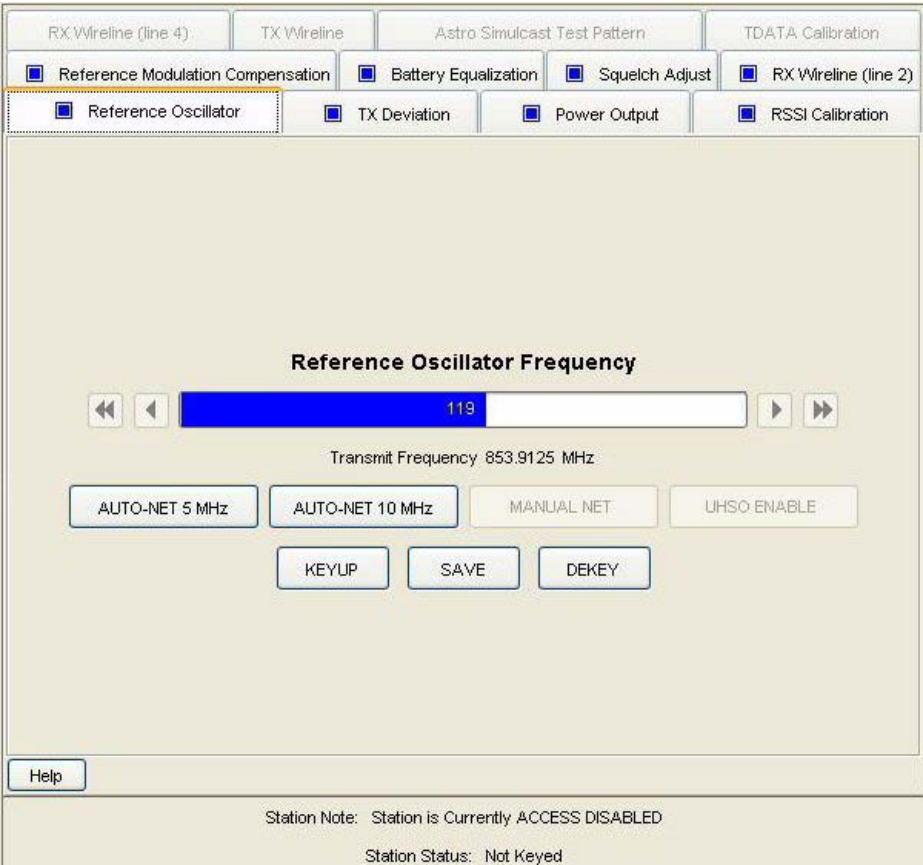 RX Wireline (line 4) TX Wireline Astro Simulcast Test Pattern TDATA Calibration
Reference Modulation Compensation Battery Equalization Squelch Adjust RX Wireline (line 2)
Reference Oscillator TX Deviation Power Output RSSI Calibration
Reference Oscillator Frequency
119
Transmit Frequency 853.9125 MHz
AUTO-NET 5 MHz AUTO-NET 10 MHz MANUAL NET UHSO ENABLE
KEYUP SAVE DEKEY
Help
Station Note: Station is Currently ACCESS DISABLED
Station Status: Not Keyed